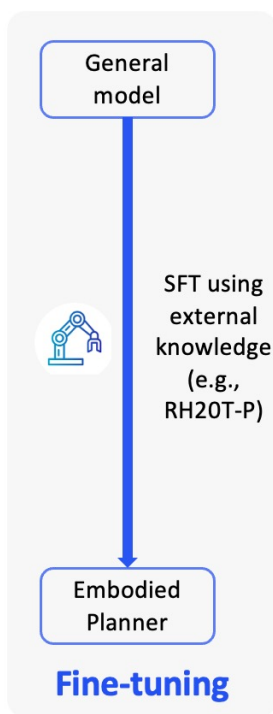 General
model
SFT using
external
knowledge
(e.g.,
RH20T-P)
Embodied
Planner
Fine-tuning